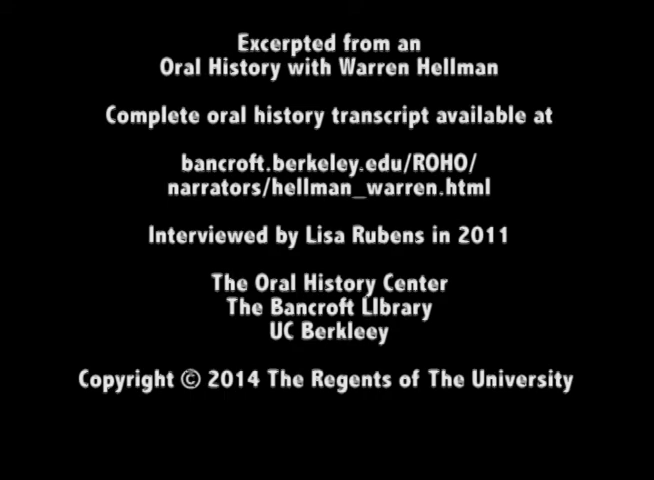 Excerpted from an
Oral History with Warren Hellman
Complete oral history transcript available at
bancroft.berkeley.edu/ROHO/
narrators/hellman_warren.html
Interviewed by Lisa Rubens in 2011
The Oral History Center
The Bancroft LIbrary
UC Berkleey
Copyright © 2014 The Regents of The University